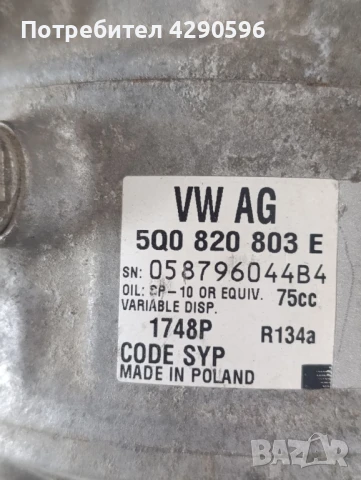 Потребител 4290596
VW AG
5Q0 820 803 E
SN: 058796044B4
OIL: SP-10 OR EQUIV. 75cc
VARIABLE DISP.
1748P R134a
CODE SYP
MADE IN POLAND
BAZAR